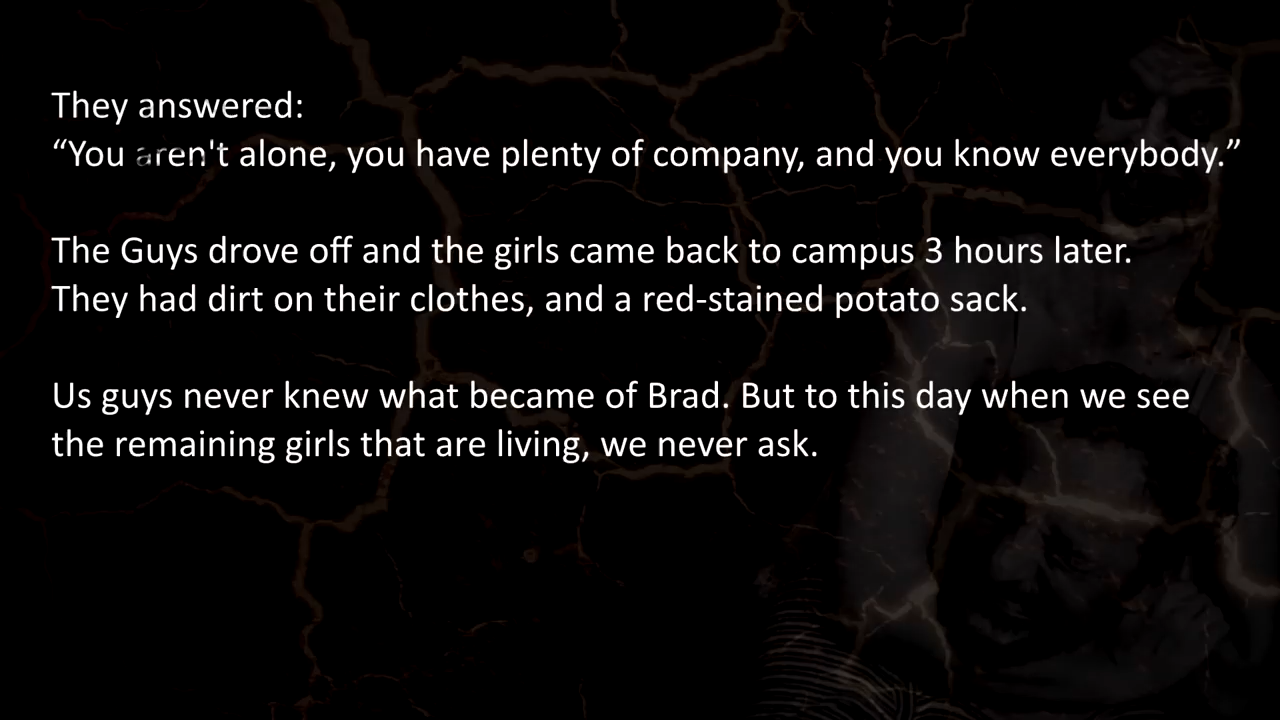 They answered:
“You aren't alone, you have plenty of company, and you know everybody.”
The Guys drove off and the girls came back to campus 3 hours later.
They had dirt on their clothes, and a red-stained potato sack.
Us guys never knew what became of Brad. But to this day when we see
the remaining girls that are living, we never ask.